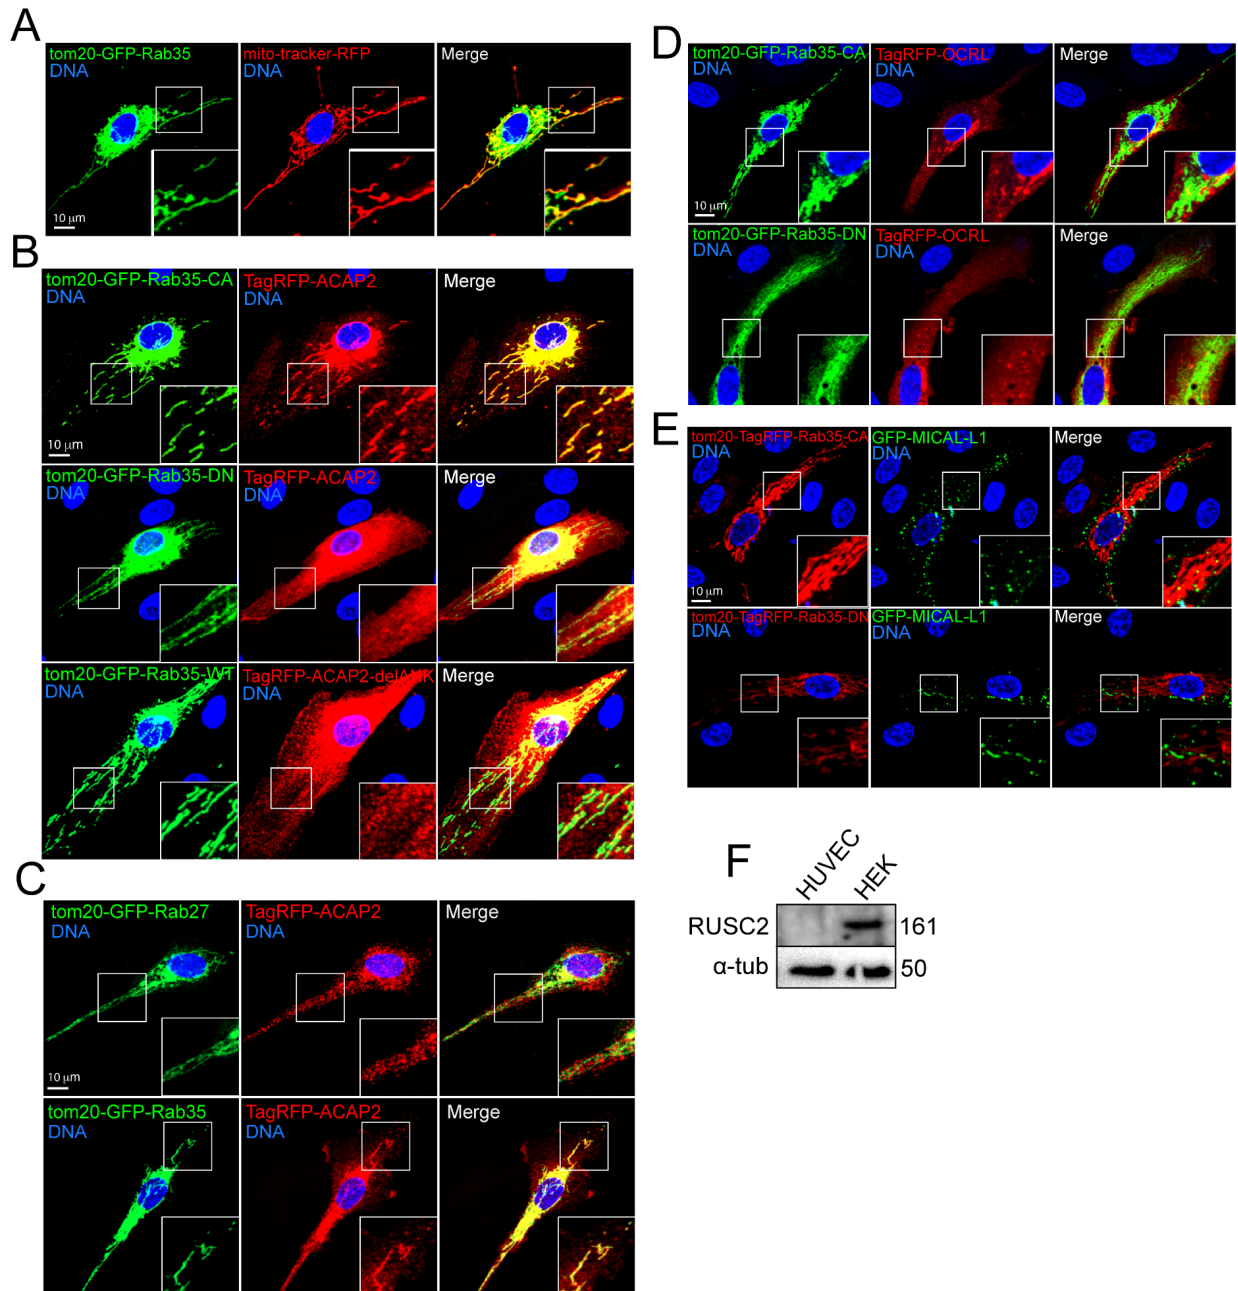 A
tom20-GFP-Rab35 mito-tracker-RFP Merge
DNA DNA
10 µm
B
tom20-GFP-Rab35-CA TagRFP-ACAP2 Merge
DNA DNA
10 µm
tom20-GFP-Rab35-DN TagRFP-ACAP2 Merge
DNA
tom20-GFP-Rab35-WT TagRFP-ACAP2-delANK Merge
DNA DNA
C
tom20-GFP-Rab27 TagRFP-ACAP2 Merge
DNA DNA
10 µm
tom20-GFP-Rab35 TagRFP-ACAP2 Merge
DNA DNA
D
tom20-GFP-Rab35-CA TagRFP-OCRL Merge
DNA DNA
10 µm
tom20-GFP-Rab35-DN TagRFP-OCRL Merge
DNA DNA
E
tom20-TagRFP-Rab35-CA GFP-MICAL-L1 Merge
DNA DNA
10 µm
tom20-TagRFP-Rab35-DN GFP-MICAL-L1 Merge
DNA DNA
F
HUVEC HEK
RUSC2 161
α-tub 50